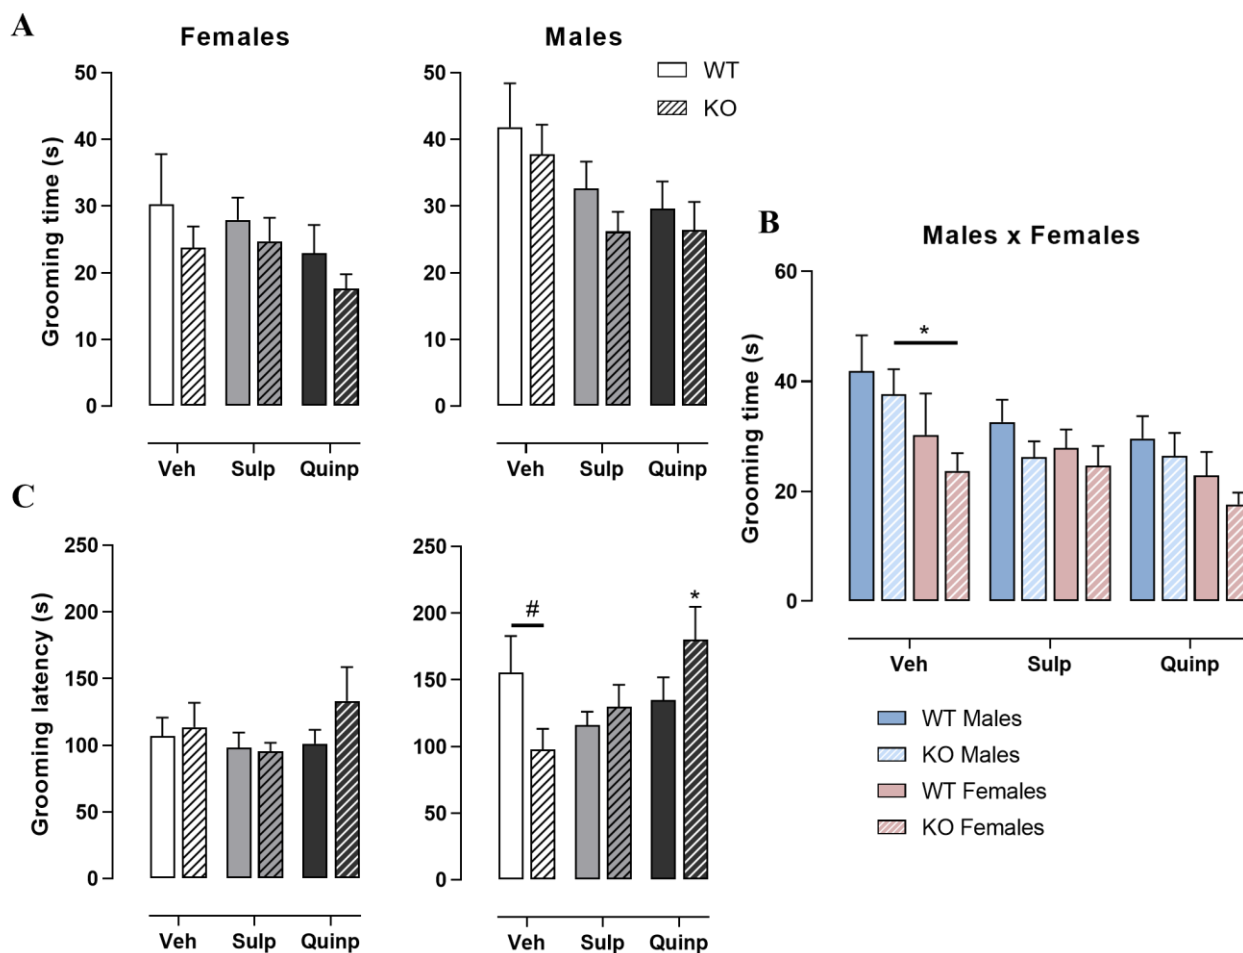 A
Females
Males
WT
KO
Grooming time (s)
50
40
30
20
10
0
Veh
Sulp
Quinp
50
40
30
20
10
0
Veh
Sulp
Quinp
B
Males x Females
Grooming time (s)
60
40
20
0
*
Veh
Sulp
Quinp
WT Males
KO Males
WT Females
KO Females
C
Grooming latency (s)
250
200
150
100
50
0
Veh
Sulp
Quinp
250
200
150
100
50
0
#
*
Veh
Sulp
Quinp